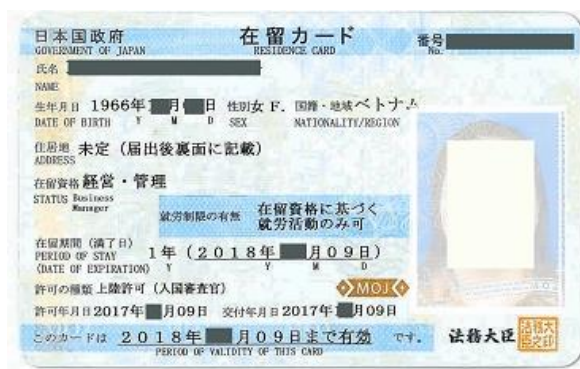 日本国政府 在留カード 番号
GOVERNMENT OF JAPAN RESIDENCE CARD No.
氏名
NAME
生年月日 1966年1月 日 性別 女 F. 国籍・地域 ベトナム
DATE OF BIRTH Y M D SEX NATIONALITY/REGION
住居地 未定(届出後裏面に記載)
ADDRESS
在留資格 経営・管理
STATUS Business Manager
就労制限の有無 在留資格に基づく就労活動のみ可
在留期間(満了日) 1年(2018年 月09日)
PERIOD OF STAY
(DATE OF EXPIRATION) Y Y M D
許可の種類 上陸許可(入国審査官) MOJ
許可年月日 2017年 月09日 交付年月日 2017年 月09日
このカードは 2018年 月09日まで有効 です。 法務大臣
PERIOD OF VALIDITY OF THIS CARD